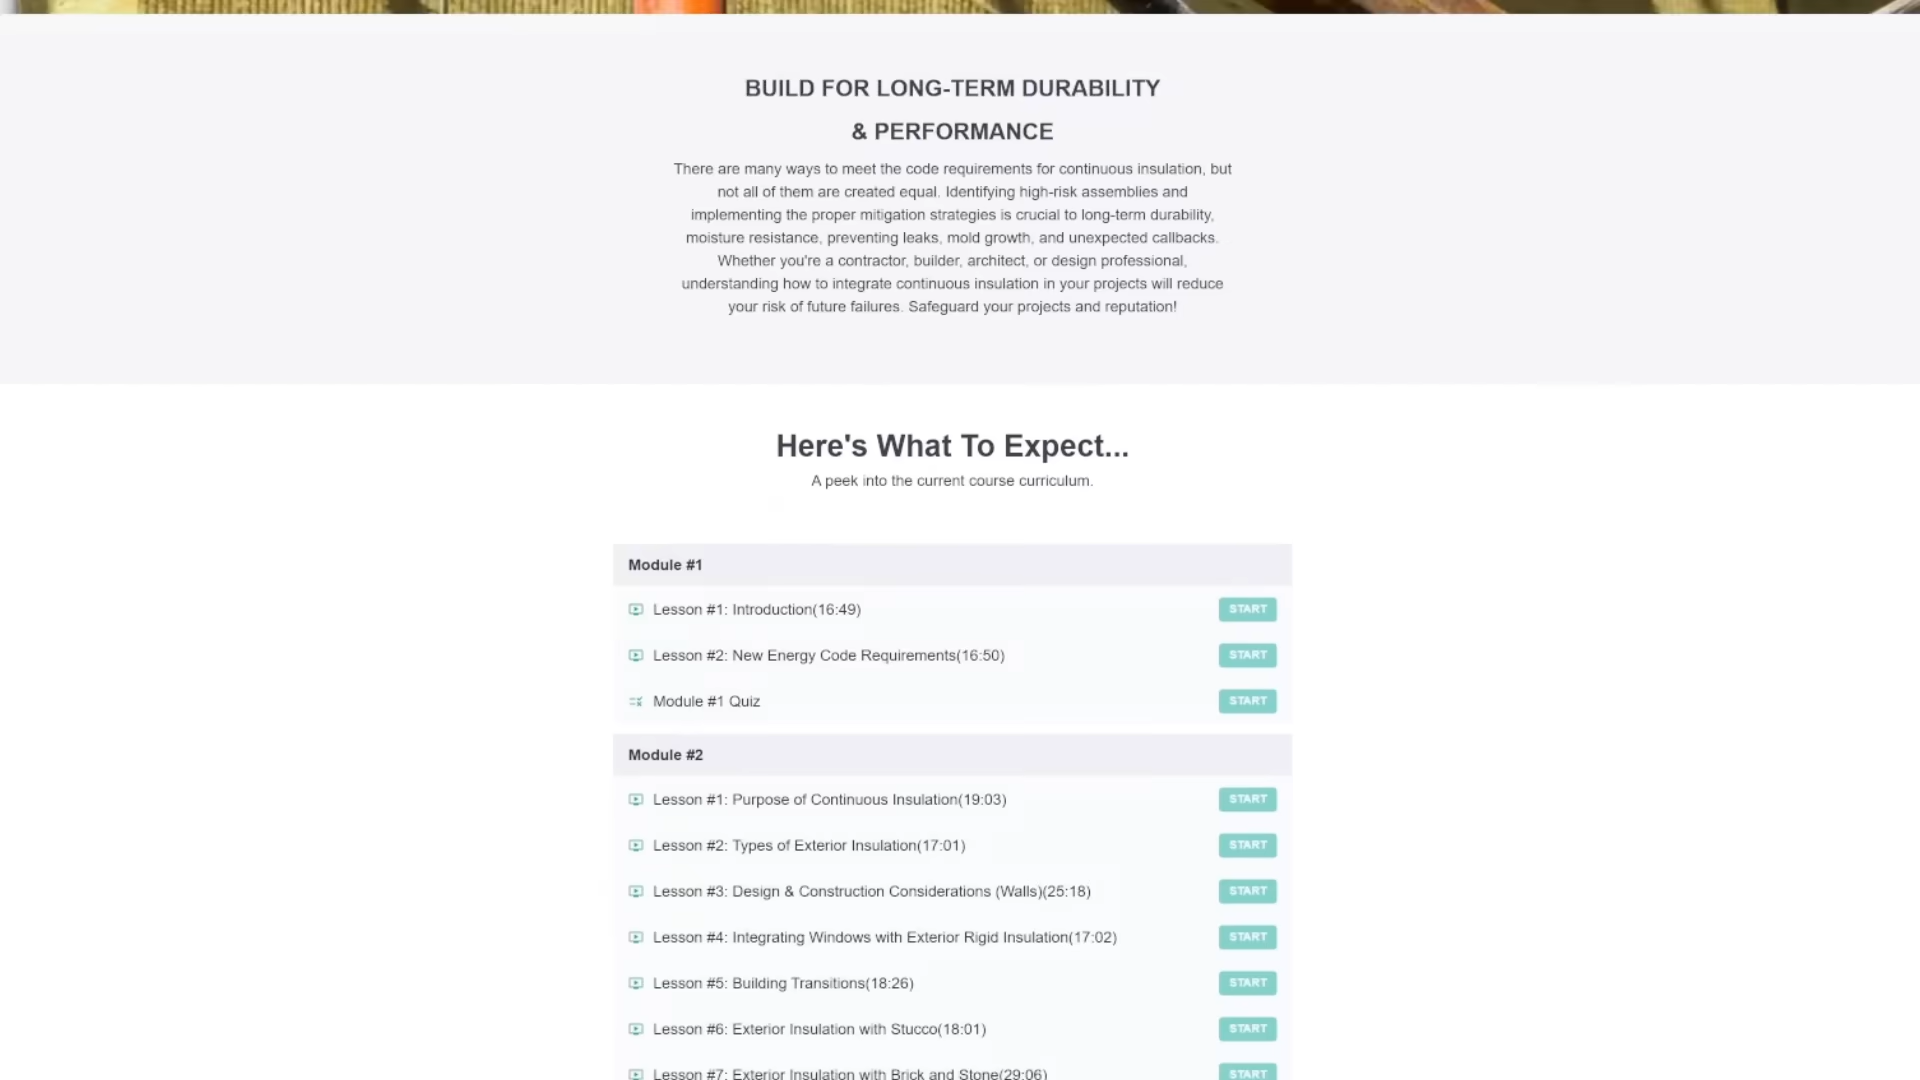 BUILD FOR LONG-TERM DURABILITY
& PERFORMANCE
There are many ways to meet the code requirements for continuous insulation, but
not all of them are created equal. Identifying high-risk assemblies and
implementing the proper mitigation strategies is crucial to long-term durability,
moisture resistance, preventing leaks, mold growth, and unexpected callbacks.
Whether you're a contractor, builder, architect, or design professional,
understanding how to integrate continuous insulation in your projects will reduce
your risk of future failures. Safeguard your projects and reputation!
Here's What To Expect...
A peek into the current course curriculum.
Module #1
Lesson #1: Introduction(16:49) START
Lesson #2: New Energy Code Requirements(16:50) START
Module #1 Quiz START
Module #2
Lesson #1: Purpose of Continuous Insulation(19:03) START
Lesson #2: Types of Exterior Insulation(17:01) START
Lesson #3: Design & Construction Considerations (Walls)(25:18) START
Lesson #4: Integrating Windows with Exterior Rigid Insulation(17:02) START
Lesson #5: Building Transitions(18:26) START
Lesson #6: Exterior Insulation with Stucco(18:01) START
Lesson #7: Exterior Insulation with Brick and Stone(29:06) START